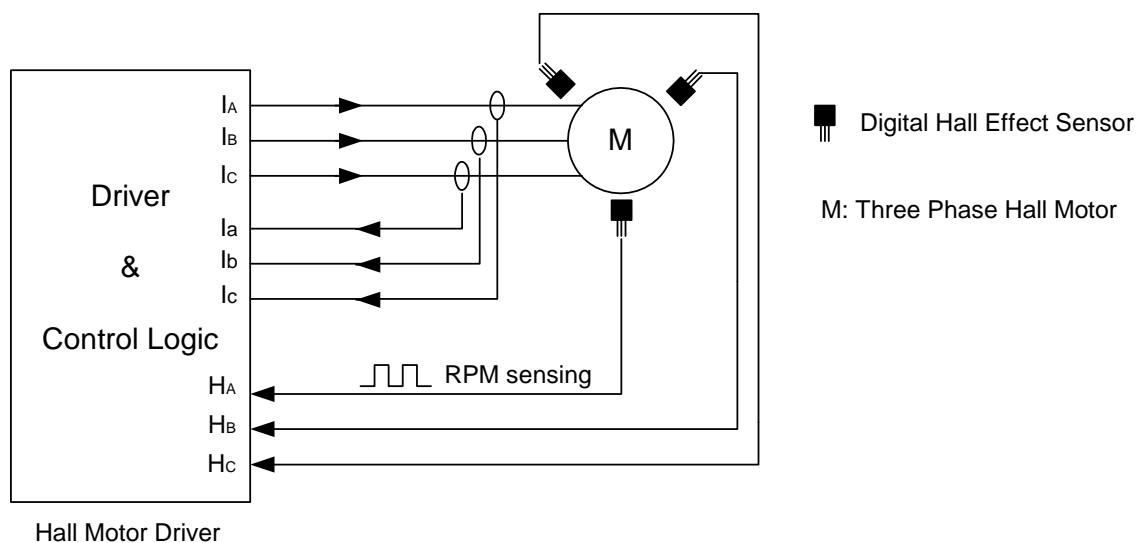 IA
IB
IC
Driver
&
Control Logic
Ia
Ib
Ic
HA
HB
HC
RPM sensing
M
Digital Hall Effect Sensor
M: Three Phase Hall Motor
Hall Motor Driver